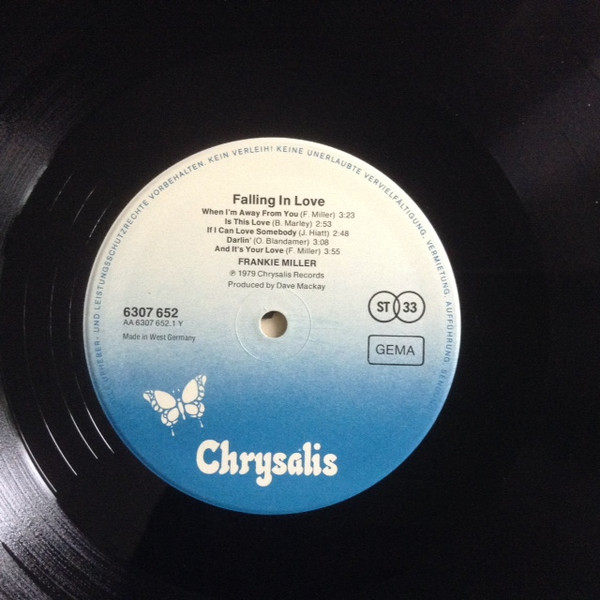 URHEBER- UND LEISTUNGSSCHUTZRECHTE VORBEHALTEN. KEIN VERLEIH! KEINE UNERLAUBTE VERVIELFÄLTIGUNG, VERMIETUNG, AUFFÜHRUNG, SENDUNG
Falling In Love
When I'm Away From You (F. Miller) 3:23
Is This Love (B. Marley) 2:53
If I Can Love Somebody (J. Hiatt) 2:48
Darlin' (O. Blandamer) 3:08
And It's Your Love (F. Miller) 3:55
FRANKIE MILLER
℗ 1979 Chrysalis Records
Produced by Dave Mackay
6307 652
AA 6307 652.1 Y
Made in West Germany
ST 33
GEMA
Chrysalis